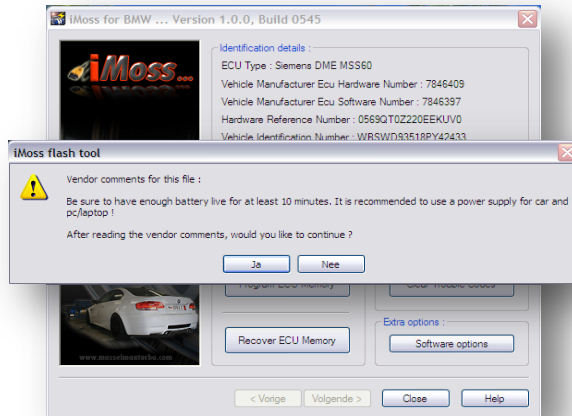 iMoss for BMW ... Version 1.0.0, Build 0545
iMoss...
Identification details :
ECU Type : Siemens DME MSS60
Vehicle Manufacturer Ecu Hardware Number : 7846409
Vehicle Manufacturer Ecu Software Number : 7846397
Hardware Reference Number : 0569QT0Z220EEKUV0
Vehicle Identification Number : WBSWD93518PY42433
iMoss flash tool
Vendor comments for this file :
Be sure to have enough battery live for at least 10 minutes. It is recommended to use a power supply for car and
pc/laptop !
After reading the vendor comments, would you like to continue ?
Ja
Nee
Program ECU Memory
Clear Trouble Codes
Recover ECU Memory
Extra options :
Software options
www.mosselmanturbo.com
< Vorige
Volgende >
Close
Help